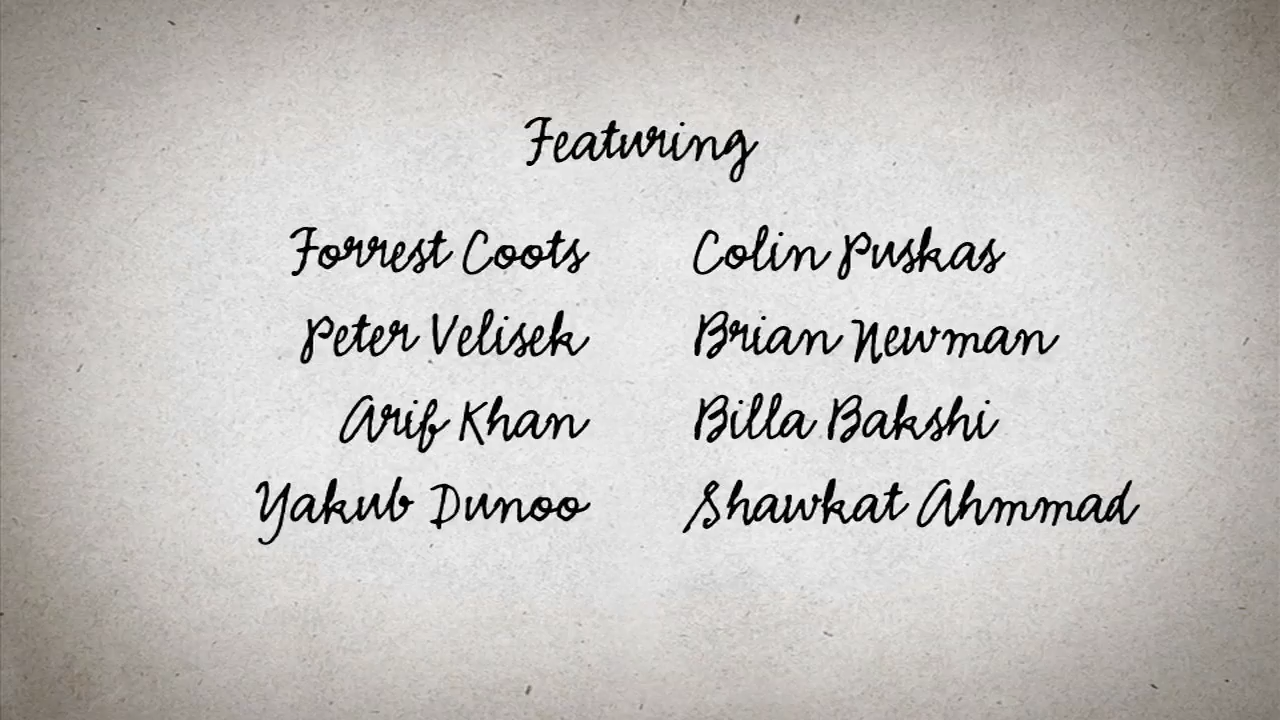 Featuring
Forrest Coots Colin Puskas
Peter Velisek Brian Newman
Arif Khan Billa Bakshi
Yakub Dunoo Shawkat Ahmmad